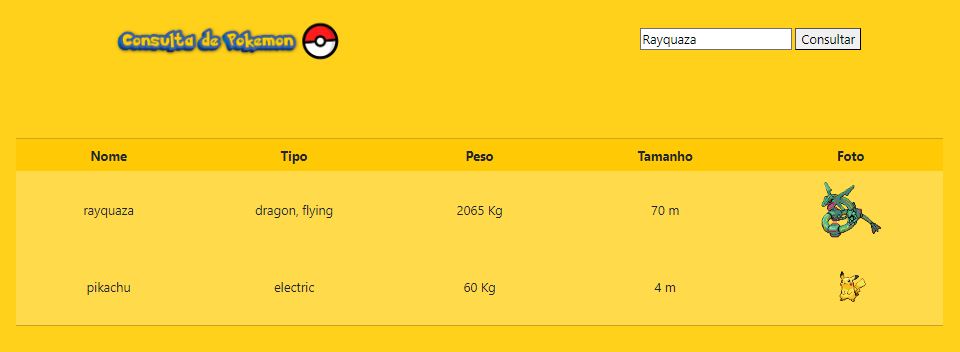 Consulta de Pokemon
Rayquaza Consultar
Nome Tipo Peso Tamanho Foto
rayquaza dragon, flying 2065 Kg 70 m
pikachu electric 60 Kg 4 m